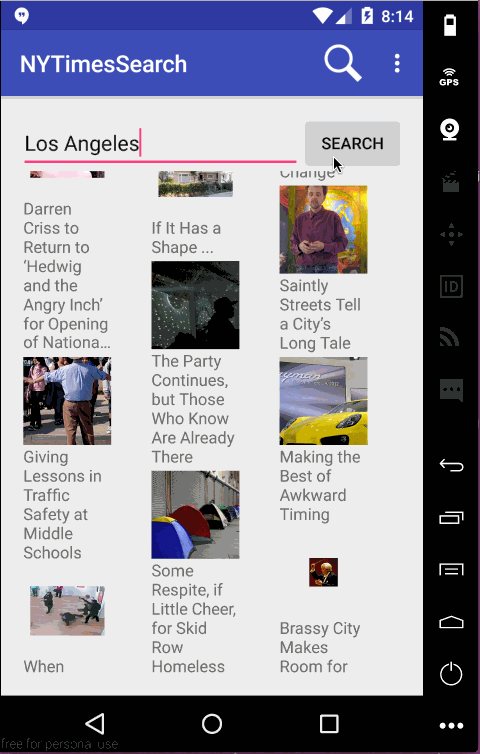 8:14
NYTimesSearch
GPS
Los Angeles
SEARCH
Darren
Criss to
Return to
‘Hedwig
and the
Angry Inch’
for Opening
of Nationa…
Giving
Lessons in
Traffic
Safety at
Middle
Schools
When
If It Has a
Shape ...
The Party
Continues,
but Those
Who Know
Are Already
There
Some
Respite, if
Little Cheer,
for Skid
Row
Homeless
Change
Saintly
Streets Tell
a City’s
Long Tale
Making the
Best of
Awkward
Timing
Brassy City
Makes
Room for
ID
free for personal use